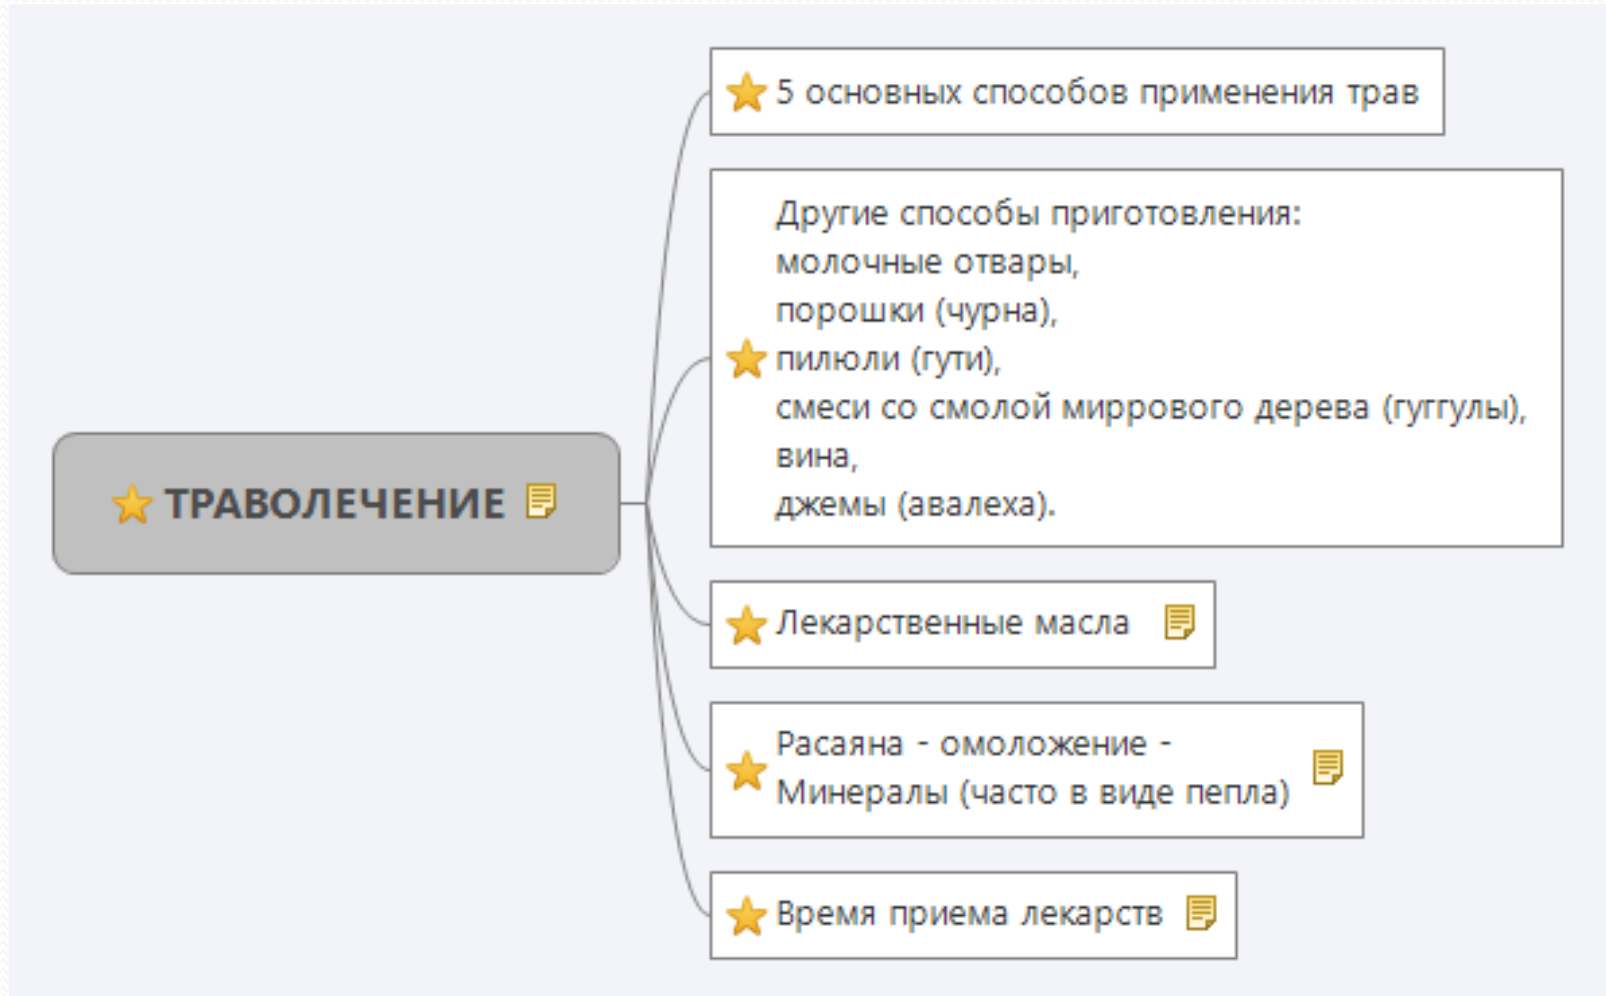 5 основных способов применения трав
Другие способы приготовления:
молочные отвары,
порошки (чурна),
пилюли (гути),
смеси со смолой миррового дерева (гуггулы),
вина,
джемы (авалеха).
ТРАВОЛЕЧЕНИЕ
Лекарственные масла
Расаяна - омоложение -
Минералы (часто в виде пепла)
Время приема лекарств